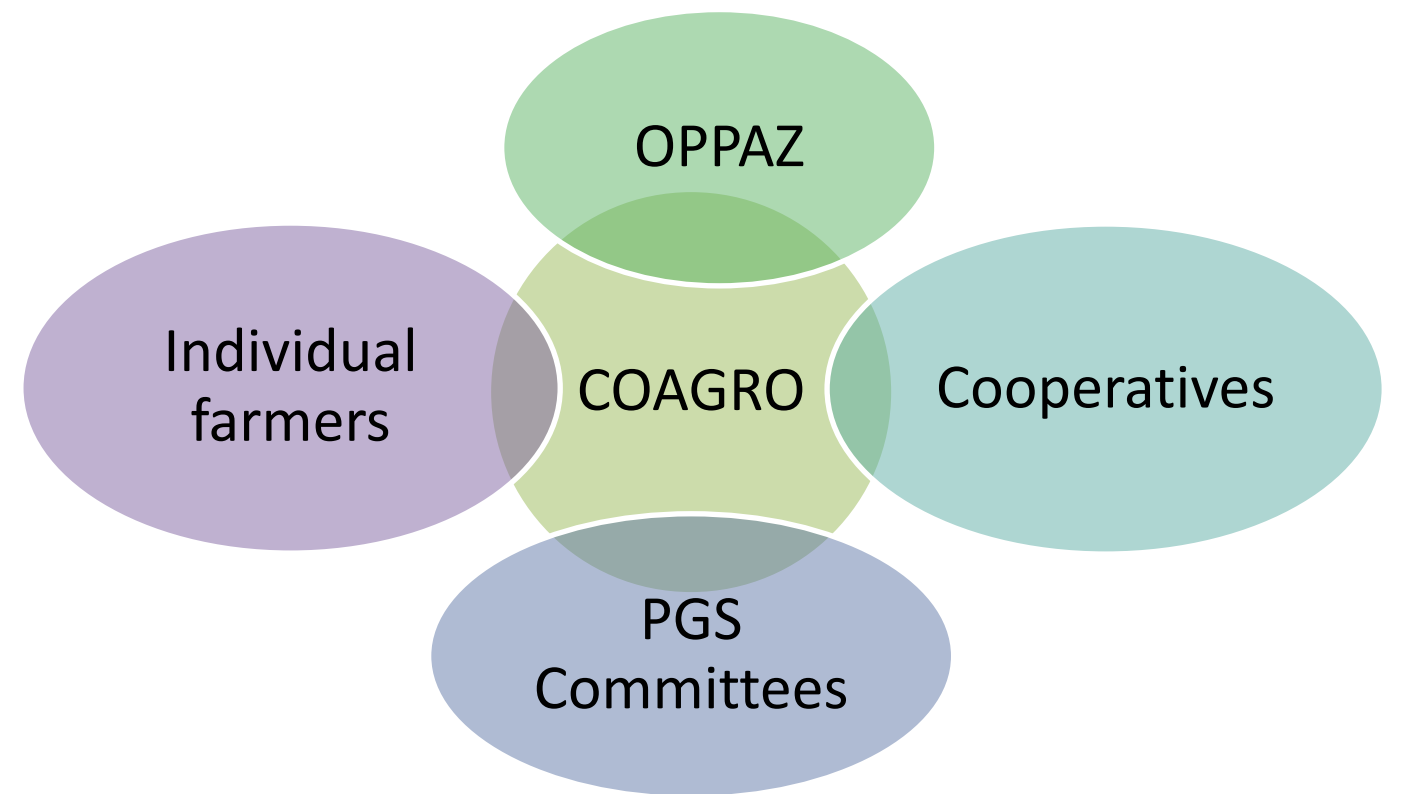 OPPAZ
Individual
farmers
COAGRO
Cooperatives
PGS
Committees